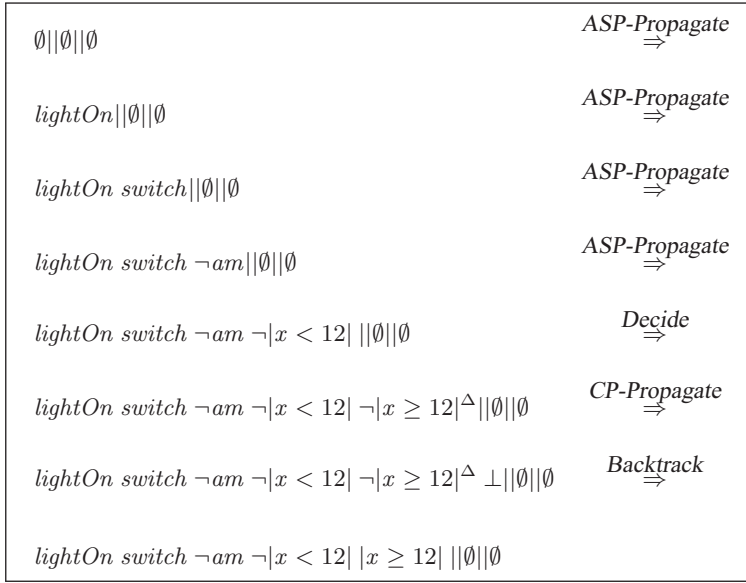 ∅||∅||∅ ASP-Propagate ⇒
lightOn||∅||∅ ASP-Propagate ⇒
lightOn switch||∅||∅ ASP-Propagate ⇒
lightOn switch ¬am||∅||∅ ASP-Propagate ⇒
lightOn switch ¬am ¬|x < 12| ||∅||∅ Decide ⇒
lightOn switch ¬am ¬|x < 12| ¬|x ≥ 12|^Δ||∅||∅ CP-Propagate ⇒
lightOn switch ¬am ¬|x < 12| ¬|x ≥ 12|^Δ ⊥||∅||∅ Backtrack ⇒
lightOn switch ¬am ¬|x < 12| |x ≥ 12| ||∅||∅